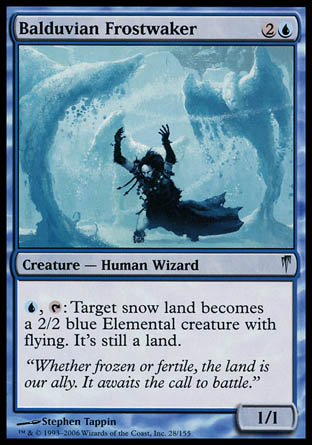 Balduvian Frostwaker 2
Creature — Human Wizard
, : Target snow land becomes
a 2/2 blue Elemental creature with
flying. It's still a land.
"Whether frozen or fertile, the land is
our ally. It awaits the call to battle."
Stephen Tappin
™ & © 1993–2006 Wizards of the Coast, Inc. 28/155
1/1